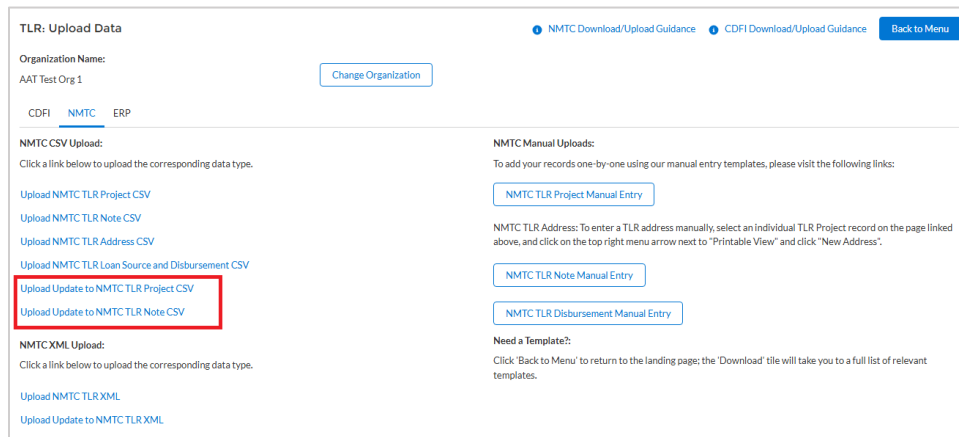 TLR: Upload Data
NMTC Download/Upload Guidance
CDFI Download/Upload Guidance
Back to Menu
Organization Name:
AAT Test Org 1
Change Organization
CDFI
NMTC
ERP
NMTC CSV Upload:
Click a link below to upload the corresponding data type.
Upload NMTC TLR Project CSV
Upload NMTC TLR Note CSV
Upload NMTC TLR Address CSV
Upload NMTC TLR Loan Source and Disbursement CSV
Upload Update to NMTC TLR Project CSV
Upload Update to NMTC TLR Note CSV
NMTC XML Upload:
Click a link below to upload the corresponding data type.
Upload NMTC TLR XML
Upload Update to NMTC TLR XML
NMTC Manual Uploads:
To add your records one-by-one using our manual entry templates, please visit the following links:
NMTC TLR Project Manual Entry
NMTC TLR Address: To enter a TLR address manually, select an individual TLR Project record on the page linked
above, and click on the top right menu arrow next to "Printable View" and click "New Address".
NMTC TLR Note Manual Entry
NMTC TLR Disbursement Manual Entry
Need a Template?:
Click 'Back to Menu' to return to the landing page; the 'Download' tile will take you to a full list of relevant
templates.